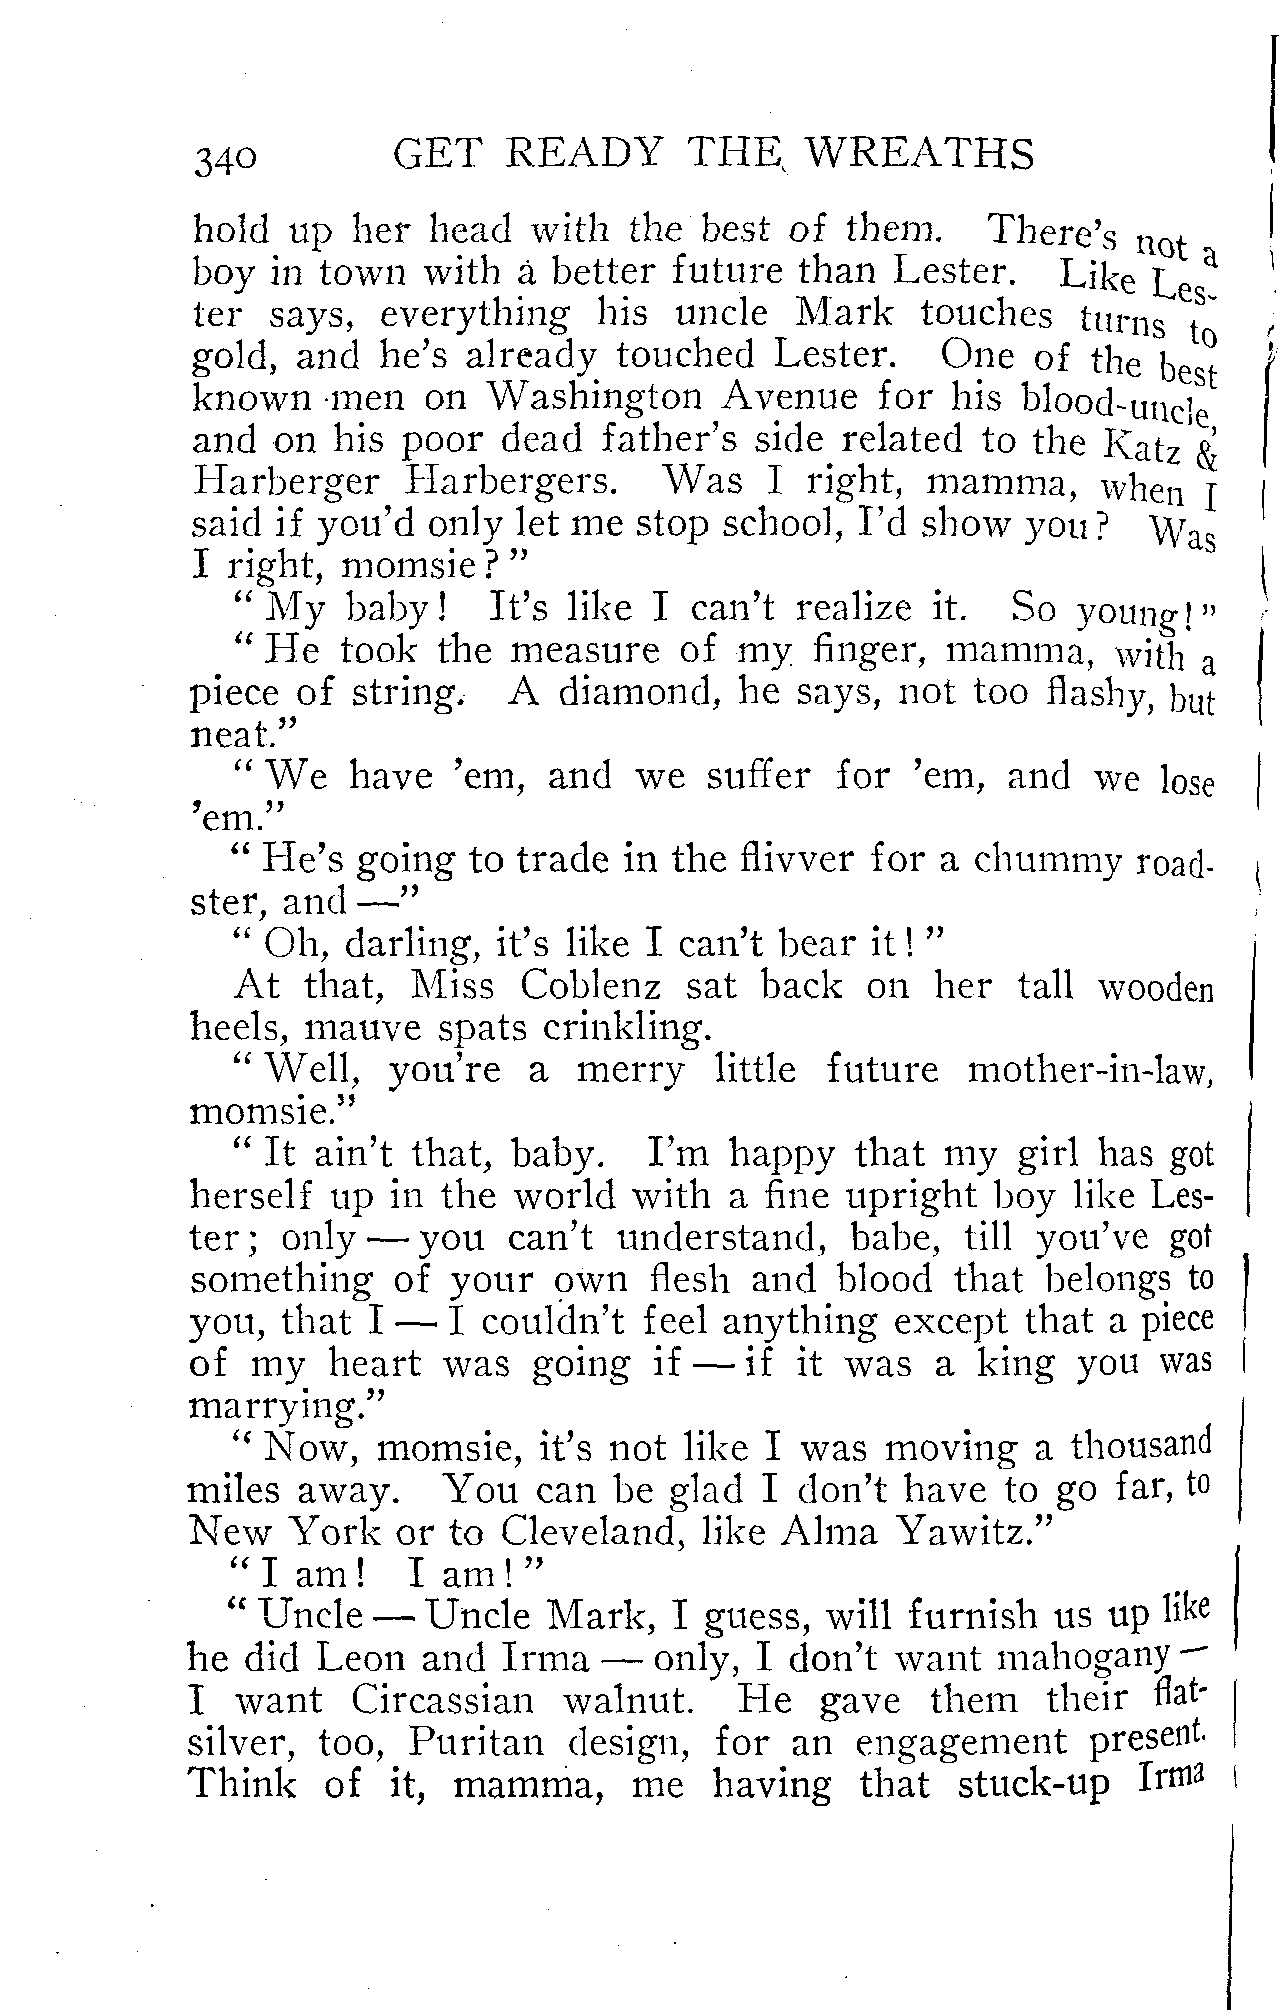 340 GET READY THE WREATHS
hold up her head with the best of them. There's not a
boy in town with a better future than Lester. Like Les-
ter says, everything his uncle Mark touches turns to
gold, and he's already touched Lester. One of the best
known men on Washington Avenue for his blood-uncle,
and on his poor dead father's side related to the Katz &
Harberger Harbergers. Was I right, mamma, when I
said if you'd only let me stop school, I'd show you? Was
I right, momsie?"
"My baby! It's like I can't realize it. So young!"
"He took the measure of my finger, mamma, with a
piece of string. A diamond, he says, not too flashy, but
neat."
"We have 'em, and we suffer for 'em, and we lose
'em."
"He's going to trade in the flivver for a chummy road-
ster, and —"
"Oh, darling, it's like I can't bear it!"
At that, Miss Coblenz sat back on her tall wooden
heels, mauve spats crinkling.
"Well, you're a merry little future mother-in-law,
momsie."
"It ain't that, baby. I'm happy that my girl has got
herself up in the world with a fine upright boy like Les-
ter; only — you can't understand, babe, till you've got
something of your own flesh and blood that belongs to
you, that I — I couldn't feel anything except that a piece
of my heart was going if — if it was a king you was
marrying."
"Now, momsie, it's not like I was moving a thousand
miles away. You can be glad I don't have to go far, to
New York or to Cleveland, like Alma Yawitz."
"I am! I am!"
"Uncle — Uncle Mark, I guess, will furnish us up like
he did Leon and Irma — only, I don't want mahogany —
I want Circassian walnut. He gave them their flat-
silver, too, Puritan design, for an engagement present.
Think of it, mamma, me having that stuck-up Irma